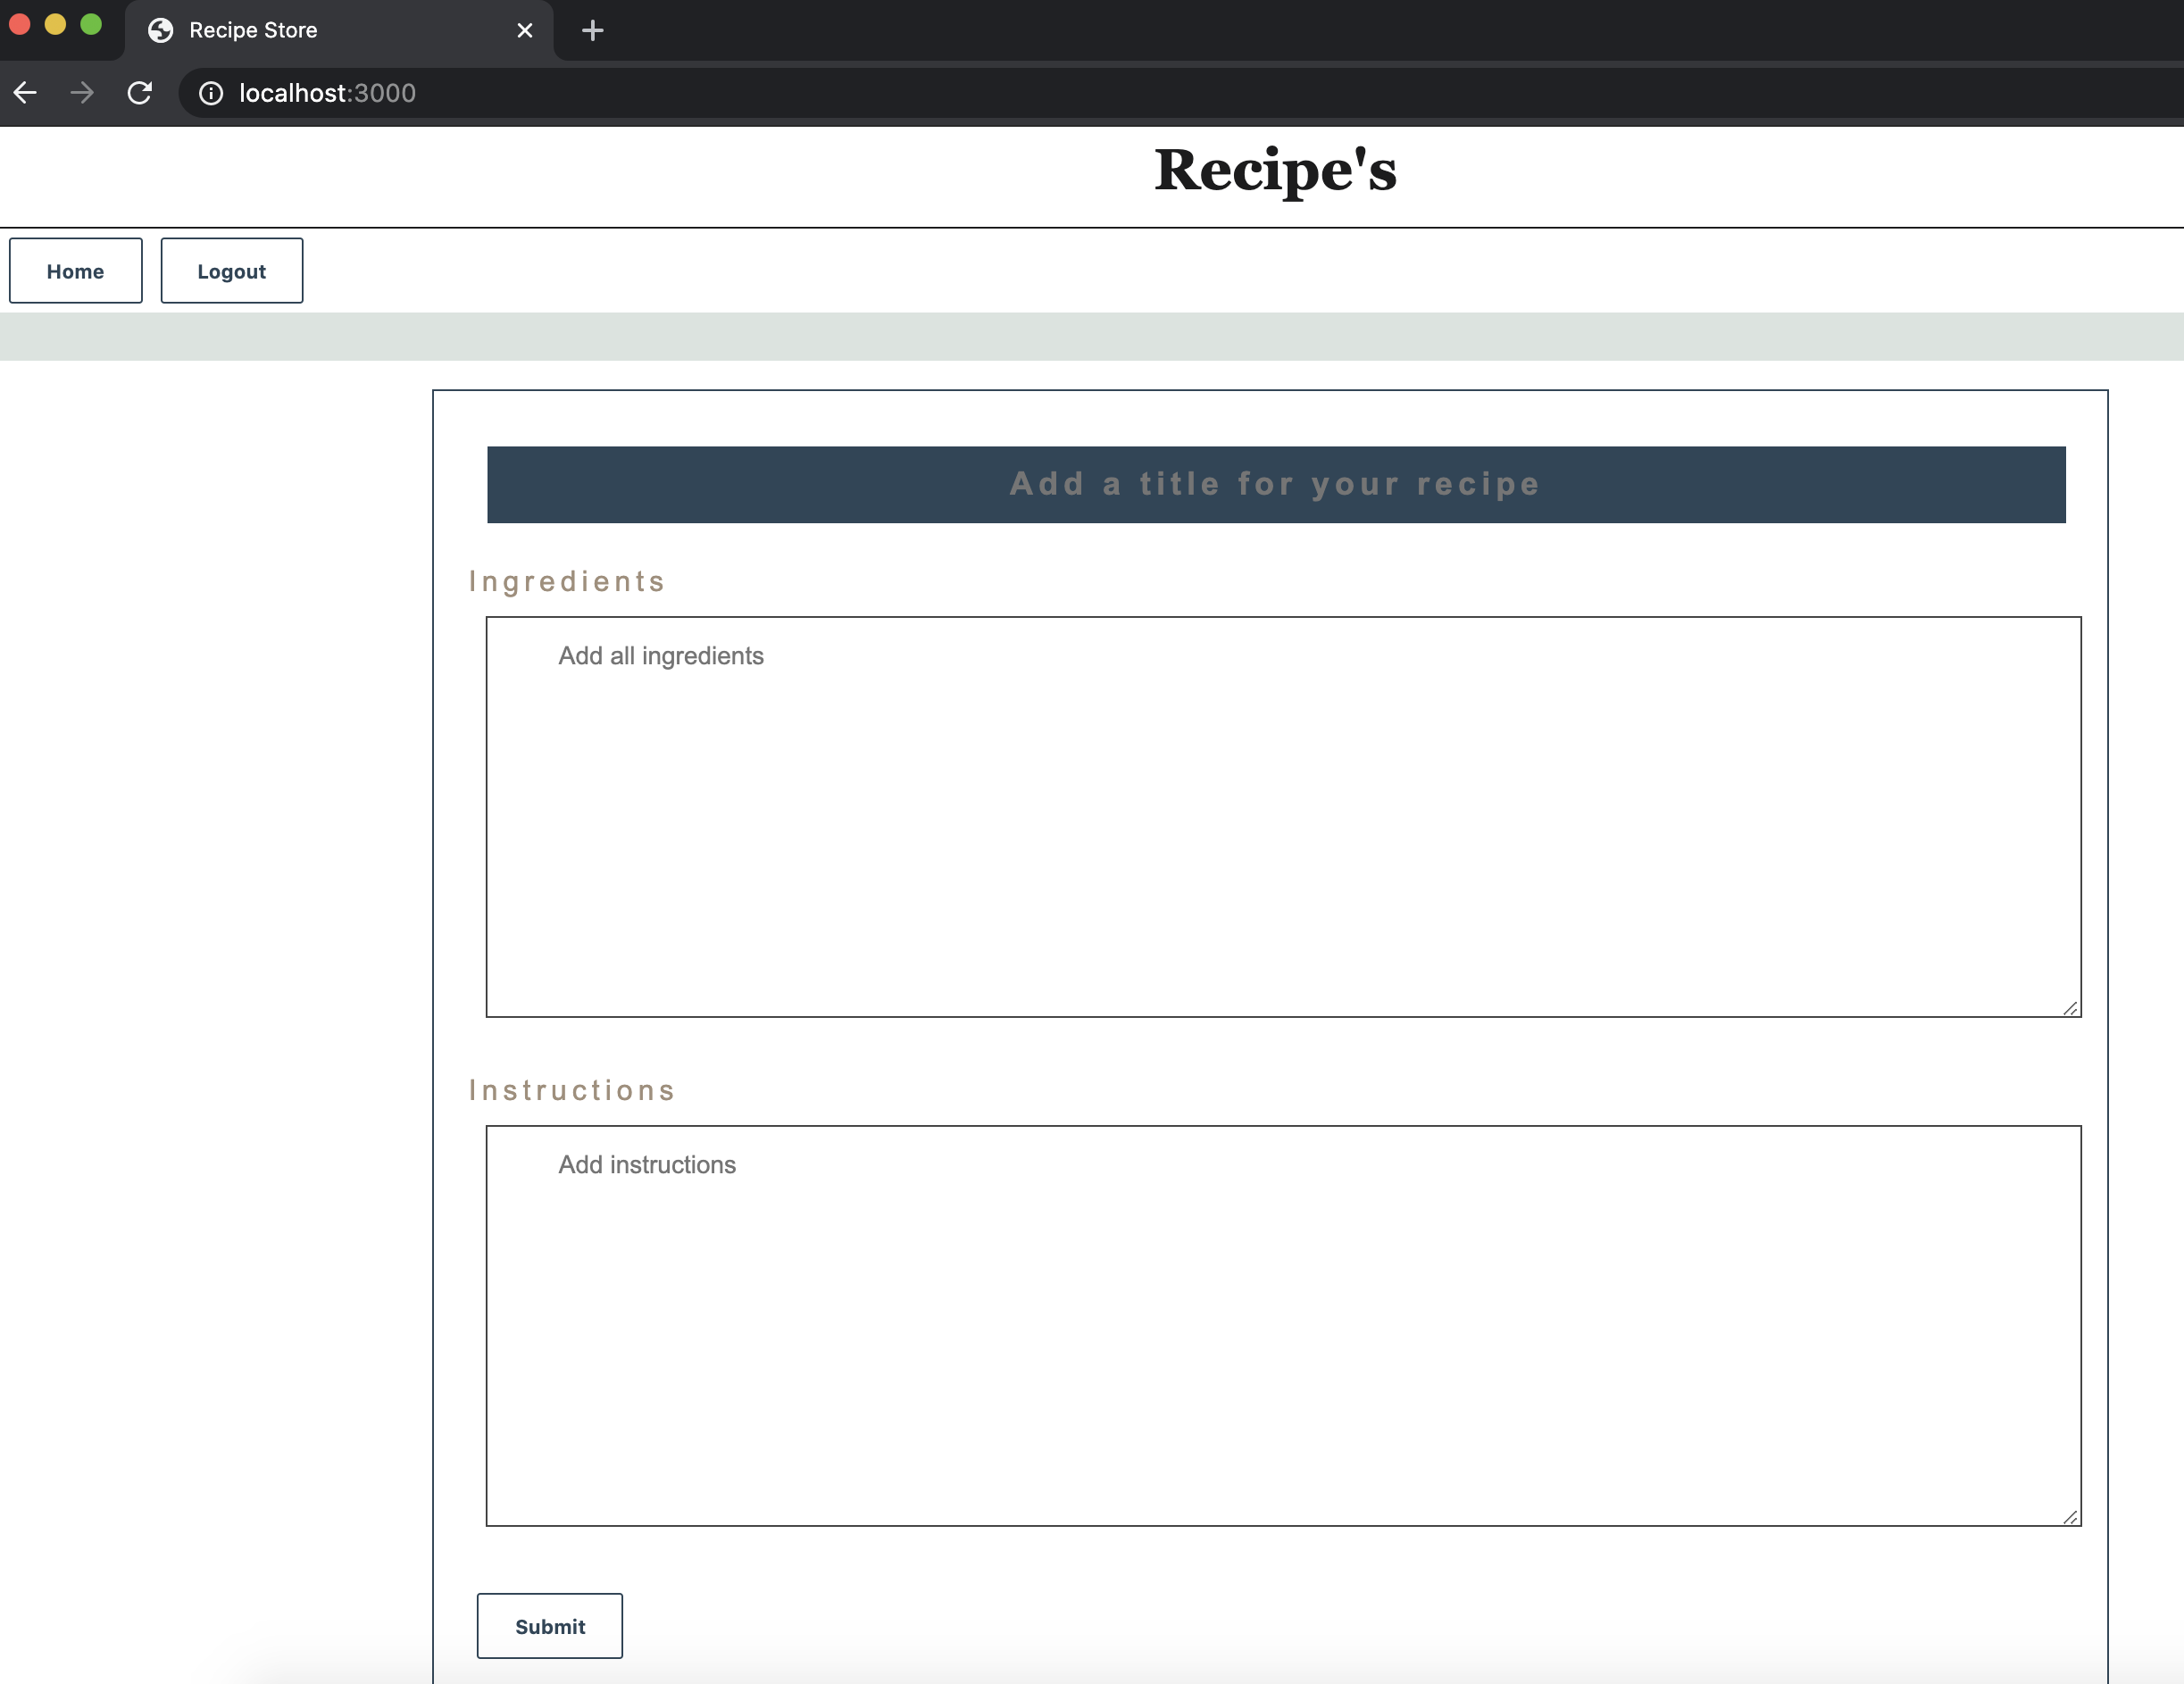 Recipe Store
localhost:3000
Recipe's
Home Logout
Add a title for your recipe
Ingredients
Add all ingredients
Instructions
Add instructions
Submit